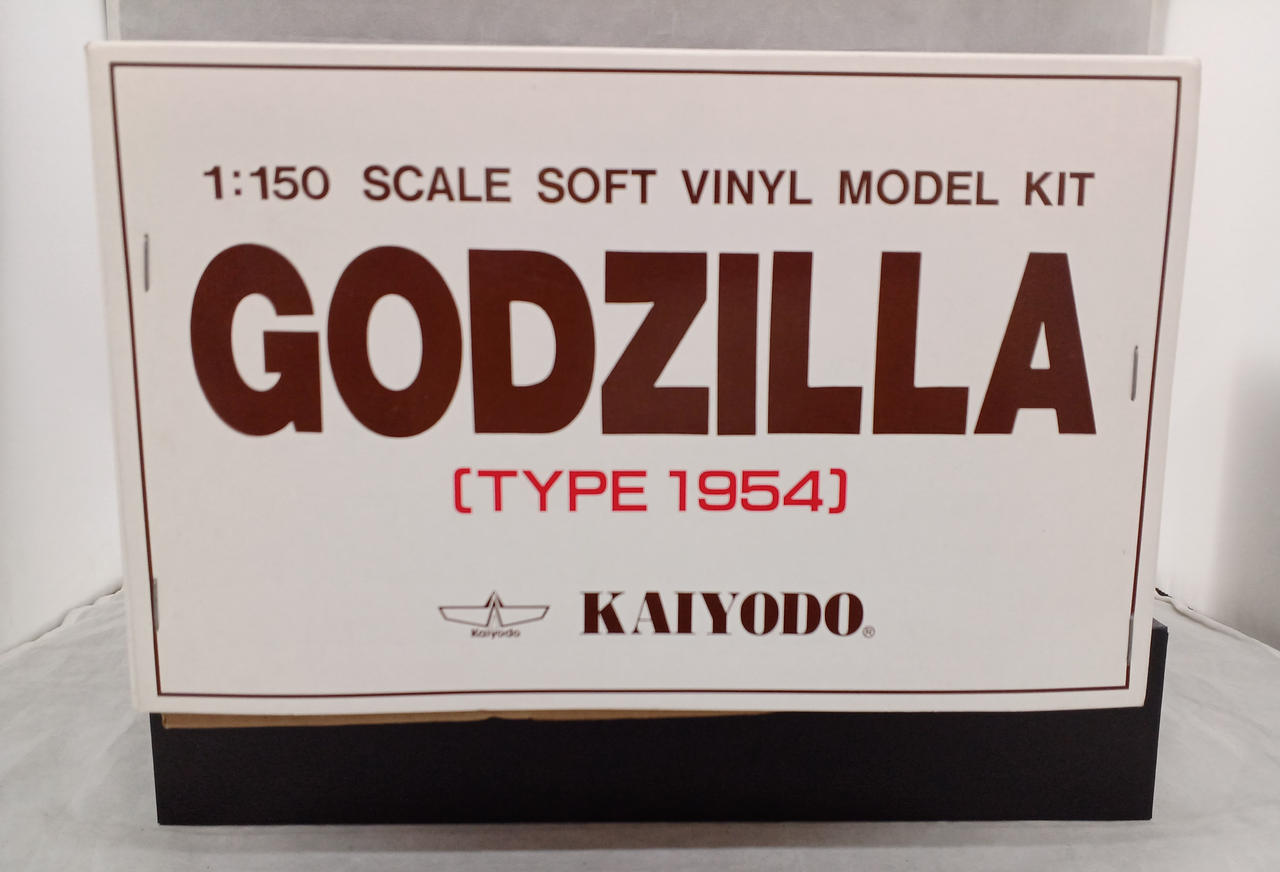 1:150 SCALE SOFT VINYL MODEL KIT
GODZILLA
[TYPE 1954]
Kaiyodo
KAIYODO®